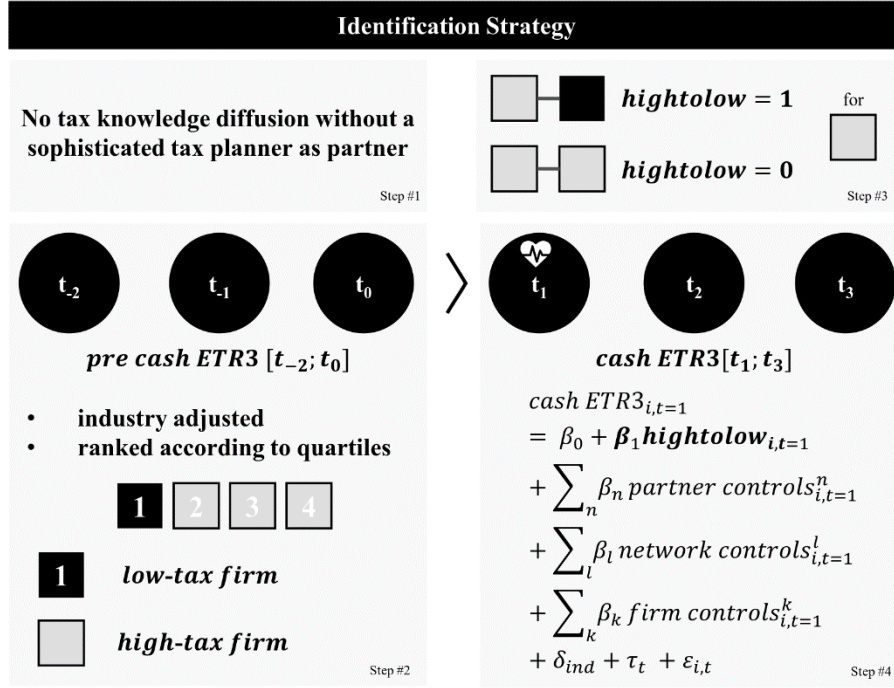 Identification Strategy
No tax knowledge diffusion without a
sophisticated tax planner as partner
Step #1
hightolow = 1
hightolow = 0
for
Step #3
t₋₂
t₋₁
t₀
pre cash ETR3 [t₋₂; t₀]
• industry adjusted
• ranked according to quartiles
1 2 3 4
1 low-tax firm
high-tax firm
Step #2
t₁
t₂
t₃
cash ETR3[t₁; t₃]
cash ETR3ᵢ,ₜ₌₁
= β₀ + β₁hightolowᵢ,ₜ₌₁
+ ∑ₙ βₙ partner controlsⁿᵢ,ₜ₌₁
+ ∑ₗ βₗ network controlsˡᵢ,ₜ₌₁
+ ∑ₖ βₖ firm controlsᵏᵢ,ₜ₌₁
+ δ_ind + τₜ + εᵢ,ₜ
Step #4